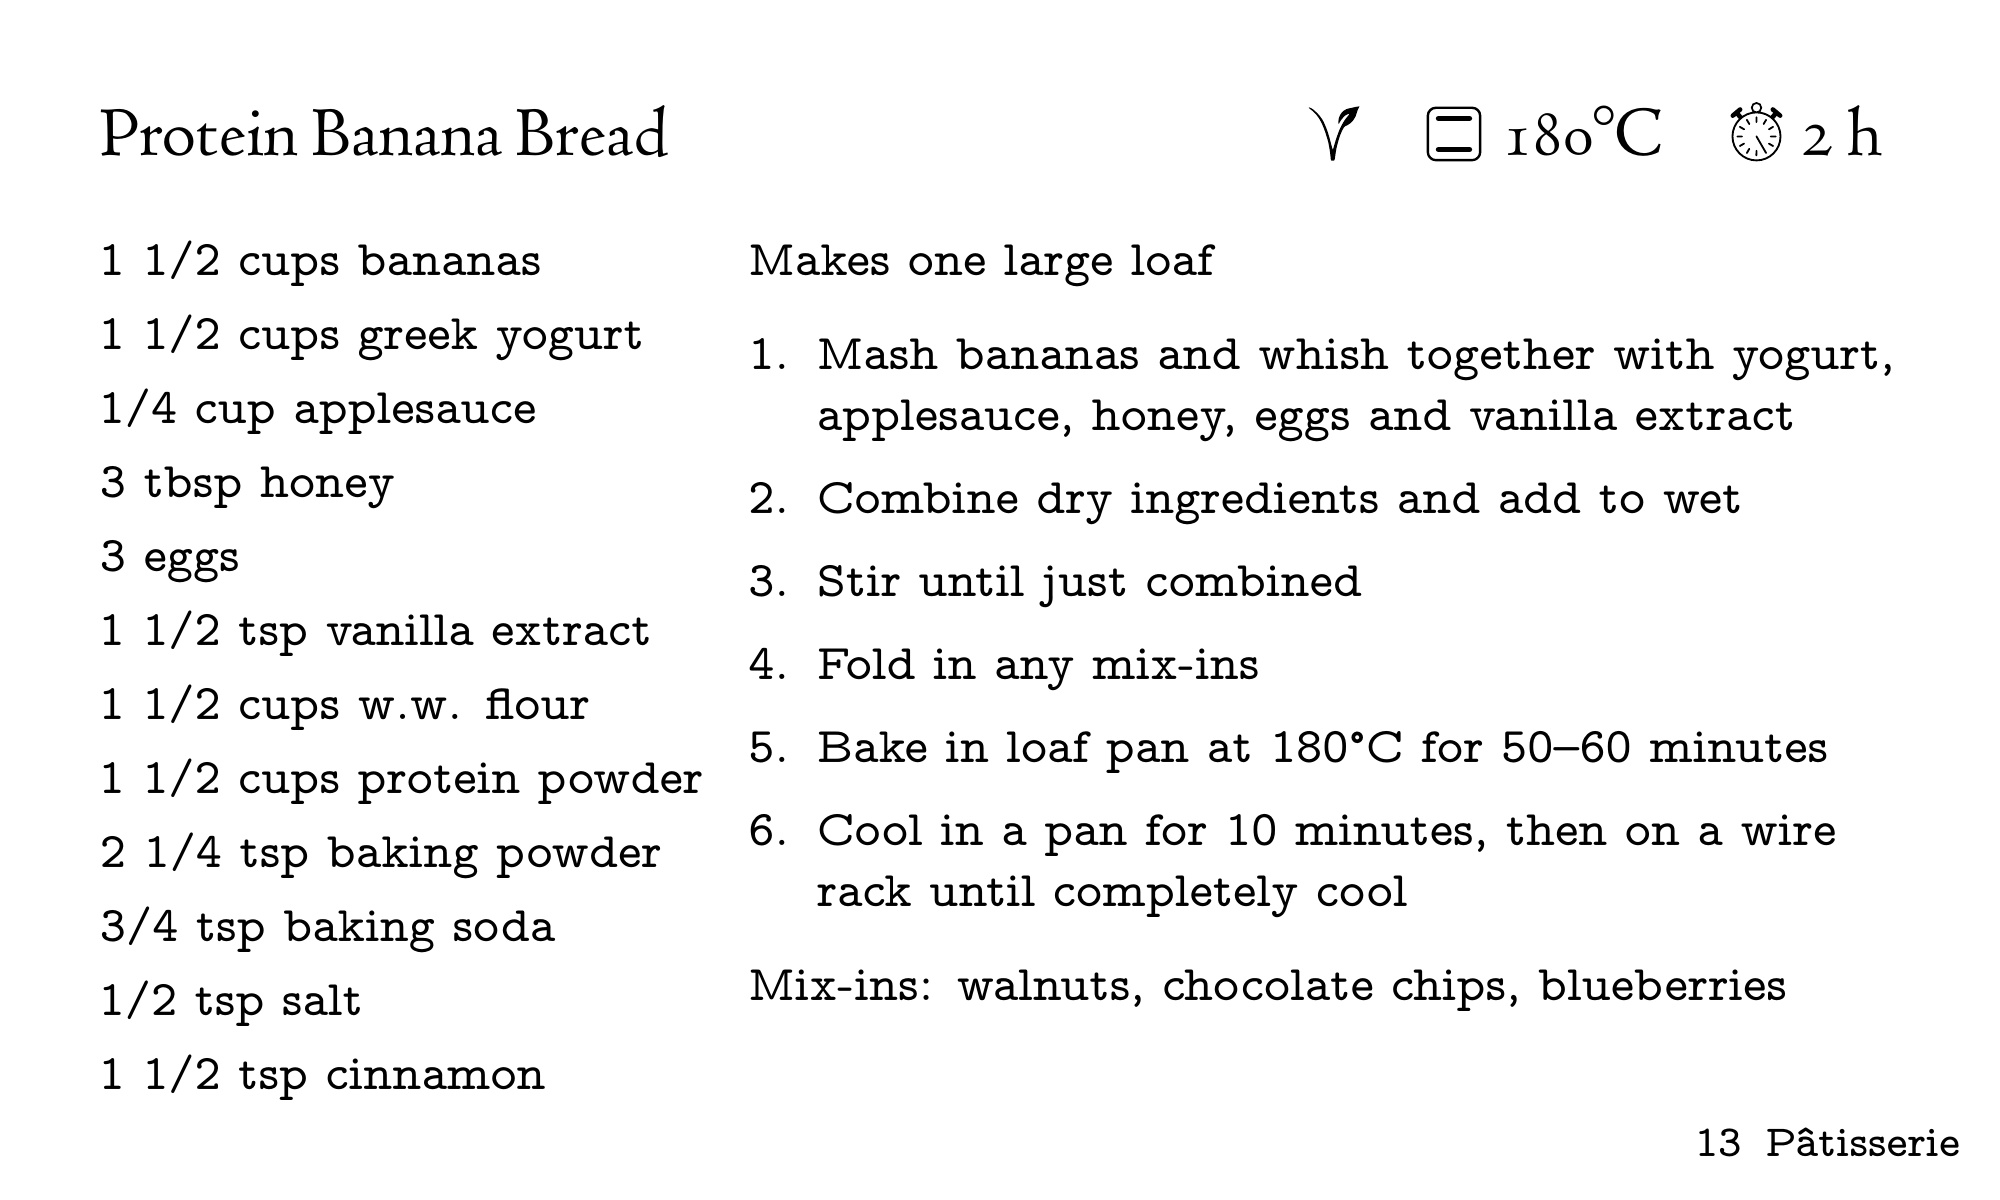 Protein Banana Bread
180°C
2 h
1 1/2 cups bananas
1 1/2 cups greek yogurt
1/4 cup applesauce
3 tbsp honey
3 eggs
1 1/2 tsp vanilla extract
1 1/2 cups w.w. flour
1 1/2 cups protein powder
2 1/4 tsp baking powder
3/4 tsp baking soda
1/2 tsp salt
1 1/2 tsp cinnamon
Makes one large loaf
1. Mash bananas and whish together with yogurt,
applesauce, honey, eggs and vanilla extract
2. Combine dry ingredients and add to wet
3. Stir until just combined
4. Fold in any mix-ins
5. Bake in loaf pan at 180°C for 50–60 minutes
6. Cool in a pan for 10 minutes, then on a wire
rack until completely cool
Mix-ins: walnuts, chocolate chips, blueberries
13 Pâtisserie